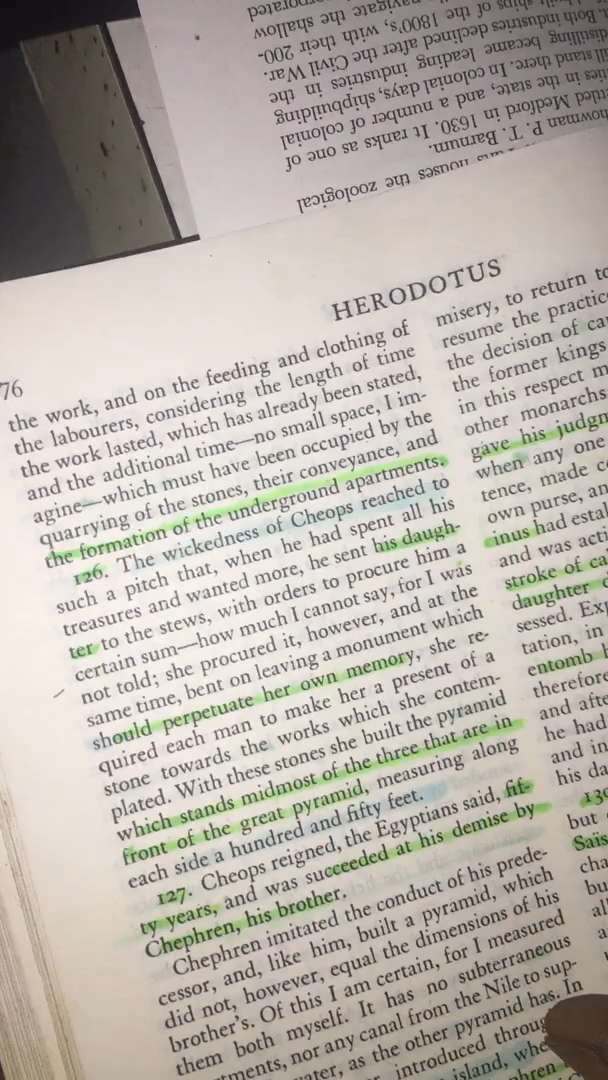 howman P. T. Barnum.
Medford in 1630. It ranks as one of
ties in the state, and a number of colonial
stand there. In colonial days, shipbuilding
distilling became leading industries in the
Both industries declined after the Civil War.
ships of the 1800's, with their 200-
navigate the shallow
houses the zoological
76
HERODOTUS
the work, and on the feeding and clothing of
the labourers, considering the length of time
the work lasted, which has already been stated,
and the additional time—no small space, I im-
agine—which must have been occupied by the
quarrying of the stones, their conveyance, and
the formation of the underground apartments.
126. The wickedness of Cheops reached to
such a pitch that, when he had spent all his
treasures and wanted more, he sent his daugh-
ter to the stews, with orders to procure him a
certain sum—how much I cannot say, for I was
not told; she procured it, however, and at the
same time, bent on leaving a monument which
should perpetuate her own memory, she re-
quired each man to make her a present of a
stone towards the works which she contem-
plated. With these stones she built the pyramid
which stands midmost of the three that are in
front of the great pyramid, measuring along
each side a hundred and fifty feet.
127. Cheops reigned, the Egyptians said, fif-
ty years, and was succeeded at his demise by
Chephren, his brother.
Chephren imitated the conduct of his prede-
cessor, and, like him, built a pyramid, which
did not, however, equal the dimensions of his
brother's. Of this I am certain, for I measured
them both myself. It has no subterraneous
tments, nor any canal from the Nile to sup-
ater, as the other pyramid has. In
introduced throug
island, whe
phren
misery, to return to
resume the practic
the decision of ca
the former kings
in this respect m
other monarchs
gave his judgn
when any one
tence, made c
own purse, an
inus had estal
and was acti
stroke of ca
daughter
sessed. Exp
tation, in
entomb h
therefore
and afte
he had
and in
his da
130
but
Saïs
cha
bu
al
a